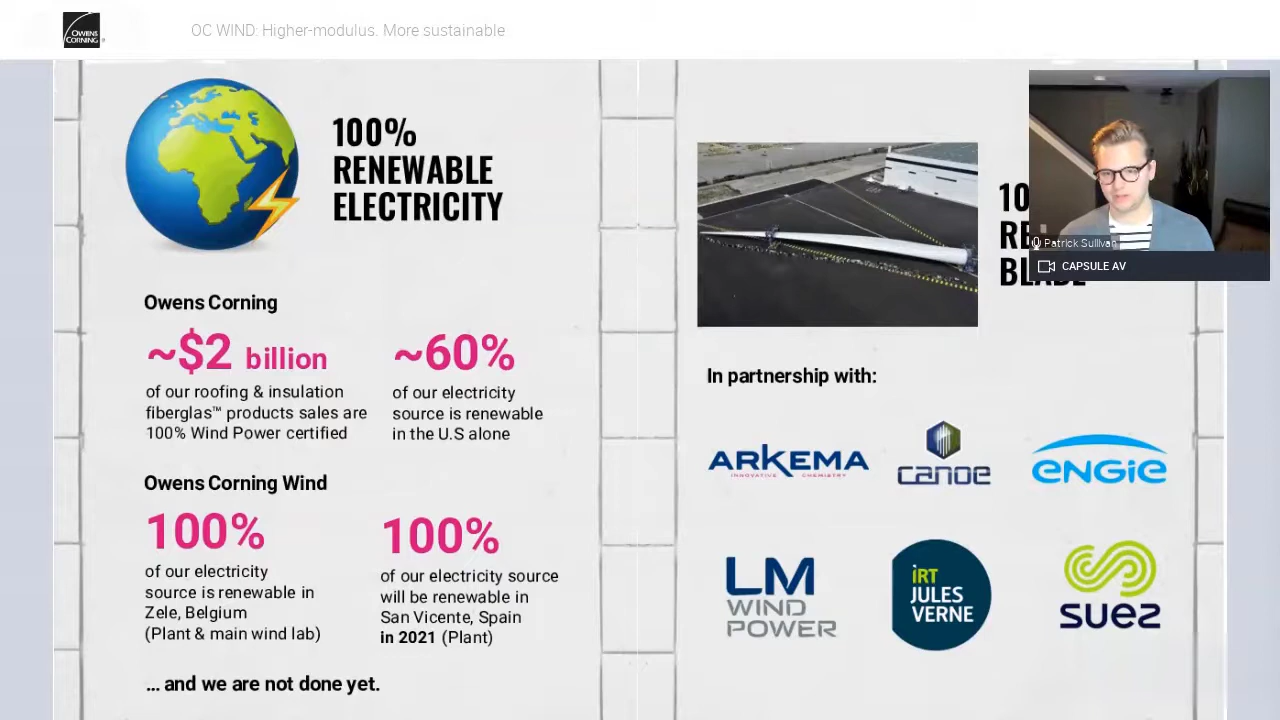 OWENS
CORNING
OC WIND: Higher-modulus. More sustainable
100%
RENEWABLE
ELECTRICITY
Owens Corning
~$2 billion
of our roofing & insulation
fiberglas™ products sales are
100% Wind Power certified
~60%
of our electricity
source is renewable
in the U.S alone
Owens Corning Wind
100%
of our electricity
source is renewable in
Zele, Belgium
(Plant & main wind lab)
100%
of our electricity source
will be renewable in
San Vicente, Spain
in 2021 (Plant)
... and we are not done yet.
Patrick Sullivan
CAPSULE AV
In partnership with:
ARKEMA
INNOVATIVE CHEMISTRY
canoe
ENGIE
LM
WIND
POWER
iRT
JULES
VERNE
suez